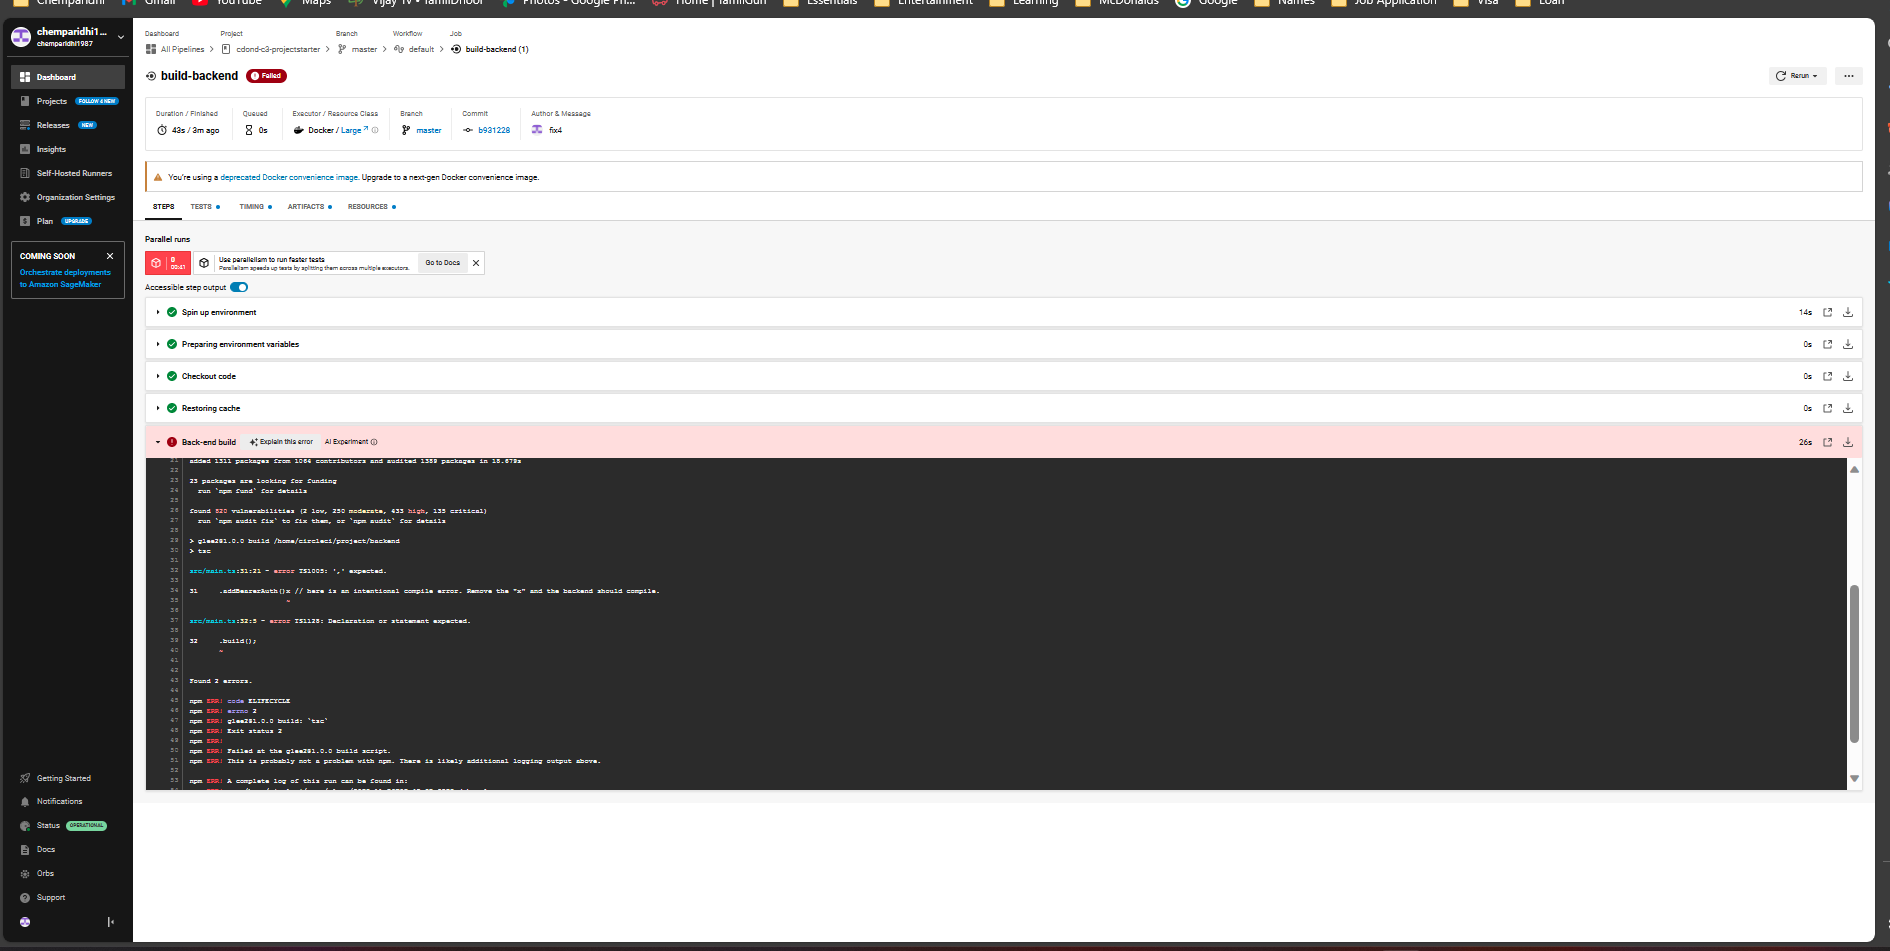 Chemparidhi
Gmail
YouTube
Maps
Vijay TV - TamilDhool
Photos - Google Ph...
Home | TamilGun
Essentials
Entertainment
Learning
McDonalds
Job Application
Google
Names
Visa
Loan
chemparidhi1...
chemparidhi1987
Dashboard
Projects FOLLOW 4 NEW
Releases NEW
Insights
Self-Hosted Runners
Organization Settings
Plan UPGRADE
COMING SOON
Orchestrate deployments
to Amazon SageMaker
Getting Started
Notifications
Status OPERATIONAL
Docs
Orbs
Support
Dashboard Project Branch Workflow Job
All Pipelines cdond-c3-projectstarter master default build-backend (1)
build-backend Failed
Rerun
Duration / Finished Queued Executor / Resource Class Branch Commit Author & Message
43s / 3m ago 0s Docker / Large master b931228 fix4
You're using a deprecated Docker convenience image. Upgrade to a next-gen Docker convenience image.
STEPS TESTS TIMING ARTIFACTS RESOURCES
Parallel runs
0
00:41
Use parallelism to run faster tests
Parallelism speeds up tests by splitting them across multiple executors.
Go to Docs
Accessible step output
Spin up environment 14s
Preparing environment variables 0s
Checkout code 0s
Restoring cache 0s
Back-end build Explain this error AI Experiment 26s
21 added 1311 packages from 1064 contributors and audited 1389 packages in 18.679s
22
23 23 packages are looking for funding
24 run `npm fund` for details
25
26 found 820 vulnerabilities (2 low, 250 moderate, 433 high, 135 critical)
27 run `npm audit fix` to fix them, or `npm audit` for details
28
29 > glee2@1.0.0 build /home/circleci/project/backend
30 > tsc
31
32 src/main.ts:31:21 - error TS1005: ',' expected.
33
34 31 .addBearerAuth()x // here is an intentional compile error. Remove the "x" and the backend should compile.
35 ~
36
37 src/main.ts:32:5 - error TS1128: Declaration or statement expected.
38
39 32 .build();
40 ~
41
42
43 Found 2 errors.
44
45 npm ERR! code ELIFECYCLE
46 npm ERR! errno 2
47 npm ERR! glee2@1.0.0 build: `tsc`
48 npm ERR! Exit status 2
49 npm ERR!
50 npm ERR! Failed at the glee2@1.0.0 build script.
51 npm ERR! This is probably not a problem with npm. There is likely additional logging output above.
52
53 npm ERR! A complete log of this run can be found in: